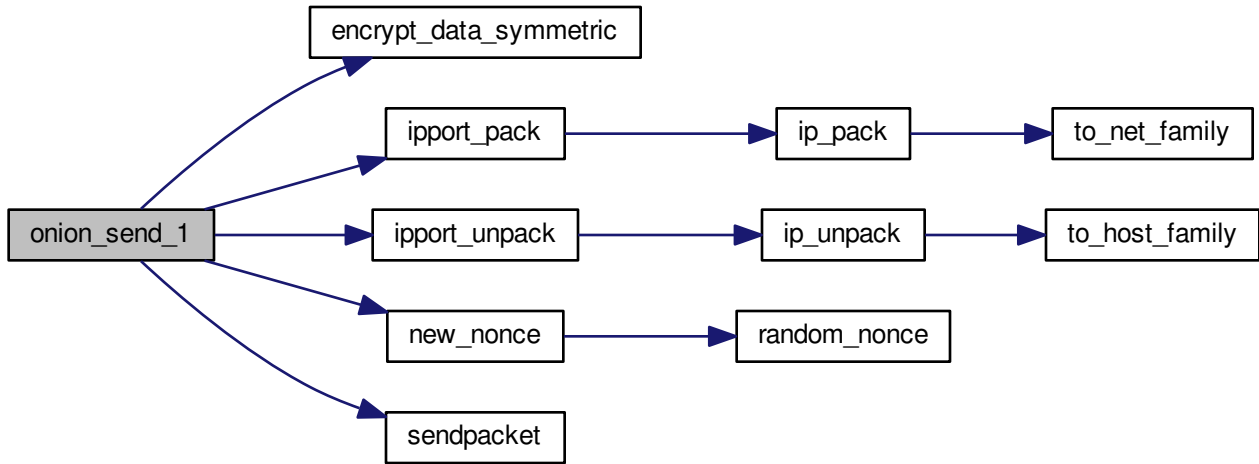 encrypt_data_symmetric
ipport_pack
ip_pack
to_net_family
onion_send_1
ipport_unpack
ip_unpack
to_host_family
new_nonce
random_nonce
sendpacket